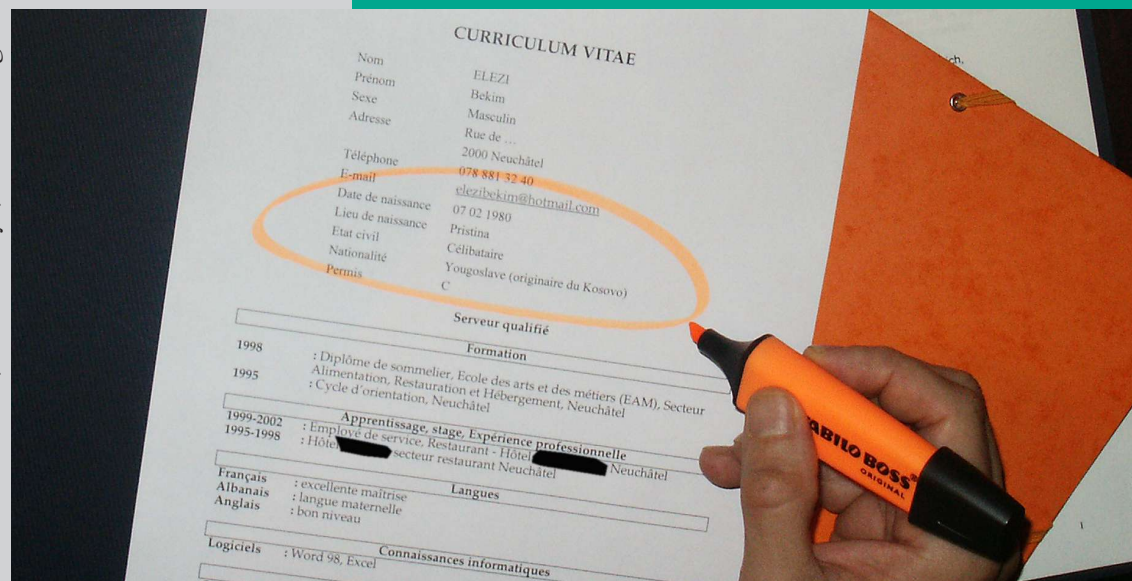 CURRICULUM VITAE
Nom ELEZI
Prénom Bekim
Sexe Masculin
Adresse Rue de ...
2000 Neuchâtel
Téléphone 078 881 32 40
E-mail elezibekim@hotmail.com
Date de naissance 07 02 1980
Lieu de naissance Pristina
Etat civil Célibataire
Nationalité Yougoslave (originaire du Kosovo)
Permis C
Serveur qualifié
Formation
1998 : Diplôme de sommelier, Ecole des arts et des métiers (EAM), Secteur
Alimentation, Restauration et Hébergement, Neuchâtel
1995 : Cycle d'orientation, Neuchâtel
Apprentissage, stage, Expérience professionnelle
1999-2002 : Employé de service, Restaurant - Hôtel Neuchâtel
1995-1998 : Hôtel secteur restaurant Neuchâtel
Langues
Français : excellente maîtrise
Albanais : langue maternelle
Anglais : bon niveau
Connaissances informatiques
Logiciels : Word 98, Excel
ch,
STABILO BOSS
ORIGINAL
1